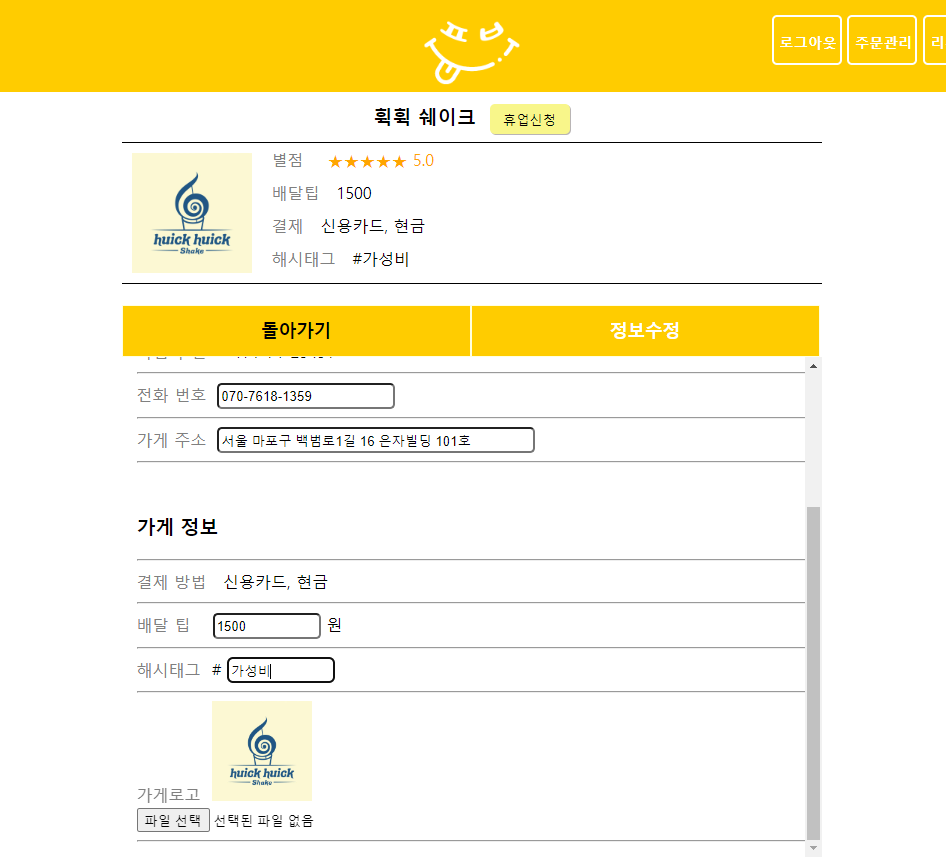 프비
로그아웃 주문관리 리
휙휙 쉐이크 휴업신청
별점 ★★★★★ 5.0
배달팁 1500
결제 신용카드, 현금
해시태그 #가성비
huick huick
Shake
돌아가기 정보수정
전화 번호 070-7618-1359
가게 주소 서울 마포구 백범로1길 16 은자빌딩 101호
가게 정보
결제 방법 신용카드, 현금
배달 팁 1500 원
해시태그 # 가성비
huick huick
Shake
가게로고
파일 선택 선택된 파일 없음